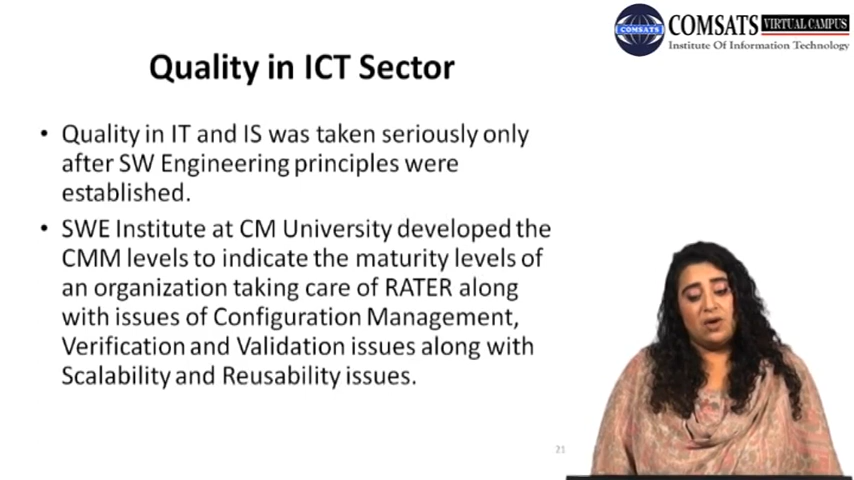 COMSATS VIRTUAL CAMPUS
Institute Of Information Technology
COMSATS
Quality in ICT Sector
• Quality in IT and IS was taken seriously only
after SW Engineering principles were
established.
• SWE Institute at CM University developed the
CMM levels to indicate the maturity levels of
an organization taking care of RATER along
with issues of Configuration Management,
Verification and Validation issues along with
Scalability and Reusability issues.
21